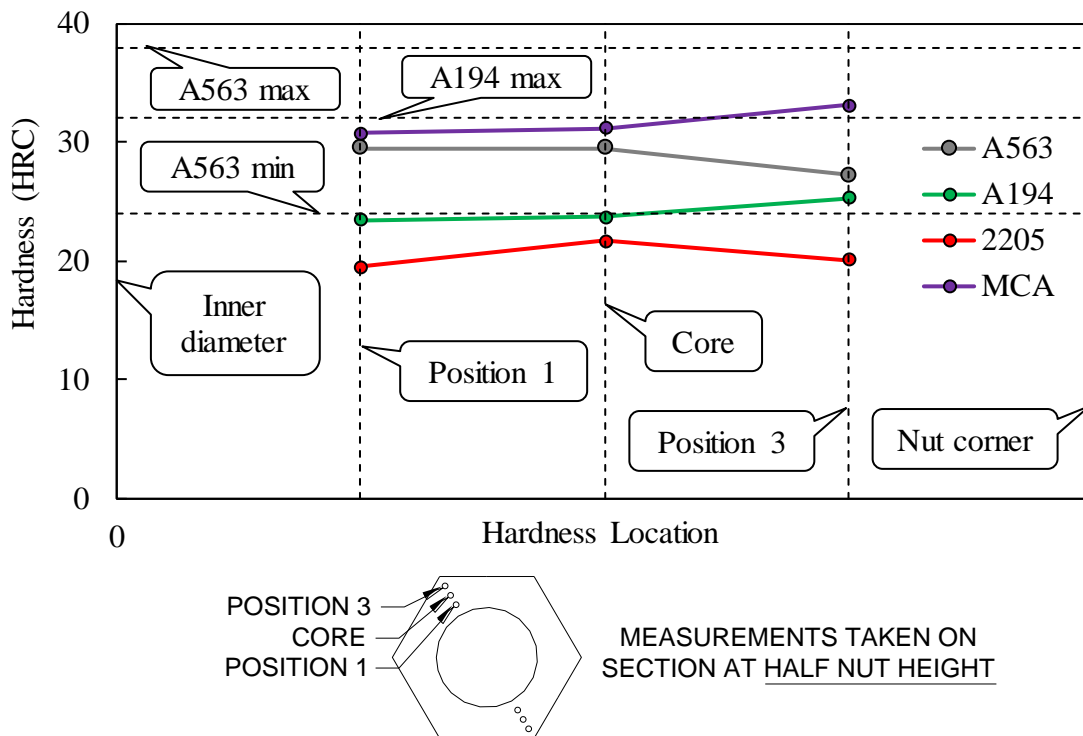 40
30
20
10
0
Hardness (HRC)
A563 max
A194 max
A563 min
A563
A194
2205
MCA
Inner
diameter
Position 1
Core
Position 3
Nut corner
0
Hardness Location
POSITION 3
CORE
POSITION 1
MEASUREMENTS TAKEN ON
SECTION AT HALF NUT HEIGHT